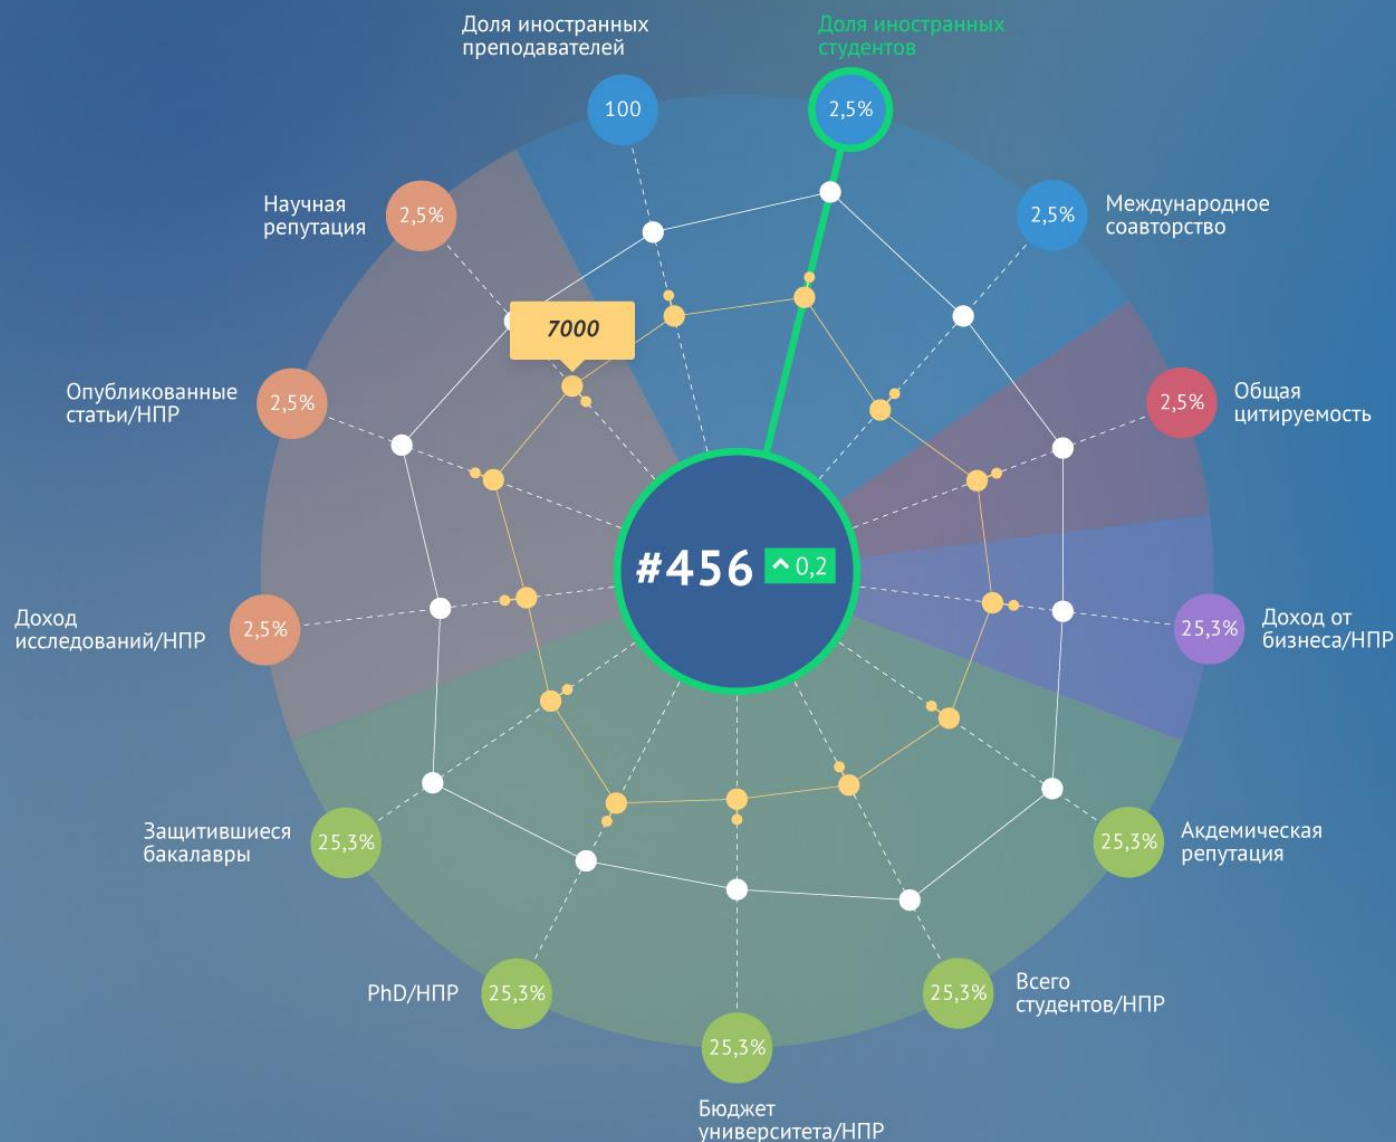 Доля иностранных
преподавателей
100
Доля иностранных
студентов
2,5%
Международное
соавторство
2,5%
Общая
цитируемость
2,5%
Доход от
бизнеса/НПР
25,3%
Акдемическая
репутация
25,3%
Всего
студентов/НПР
25,3%
25,3%
Бюджет
университета/НПР
PhD/НПР
25,3%
Защитившиеся
бакалавры
25,3%
Доход
исследований/НПР
2,5%
Опубликованные
статьи/НПР
2,5%
Научная
репутация
2,5%
7000
#456
0,2